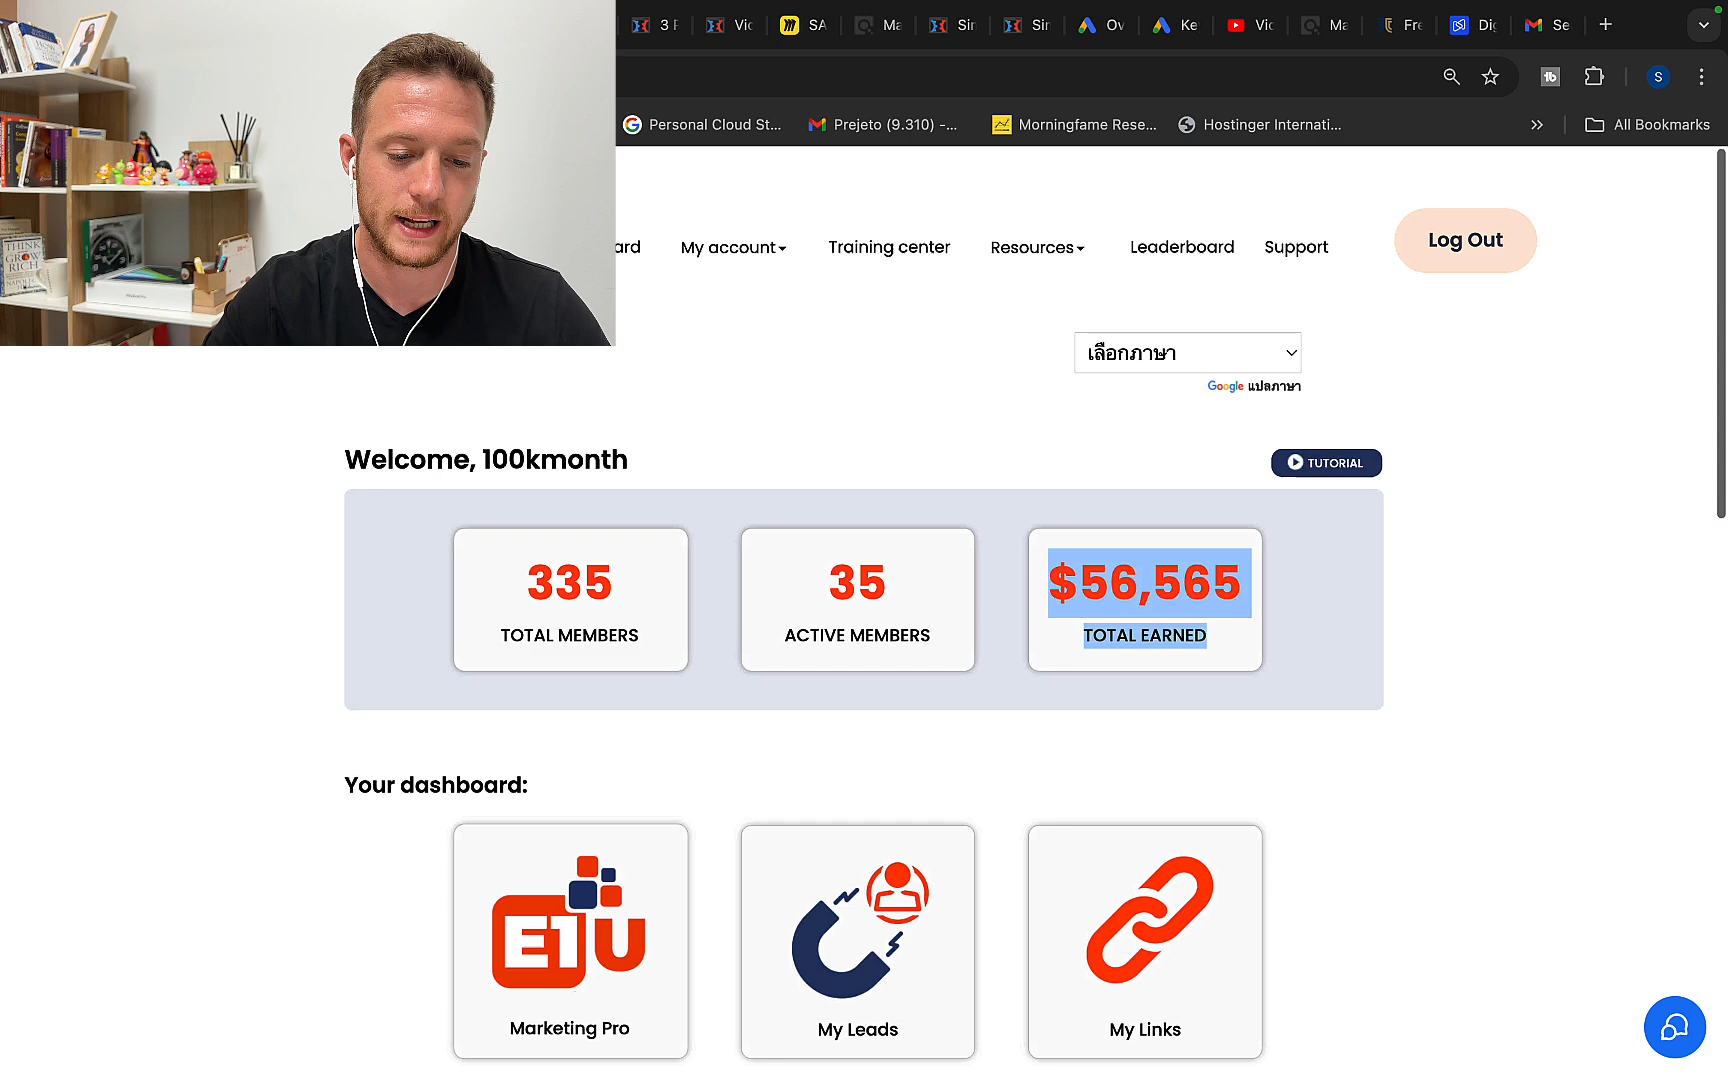 3 F
Vic
SA
Ma
Sir
Sir
Ov
Ke
Vic
Ma
Fre
Dig
Se
S
Personal Cloud St...
Prejeto (9.310) -...
Morningfame Rese...
Hostinger Internati...
All Bookmarks
ard
My account
Training center
Resources
Leaderboard
Support
Log Out
เลือกภาษา
Google แปลภาษา
Welcome, 100kmonth
TUTORIAL
335
TOTAL MEMBERS
35
ACTIVE MEMBERS
$56,565
TOTAL EARNED
Your dashboard:
E1U
Marketing Pro
My Leads
My Links
THINK
GROW
RICH